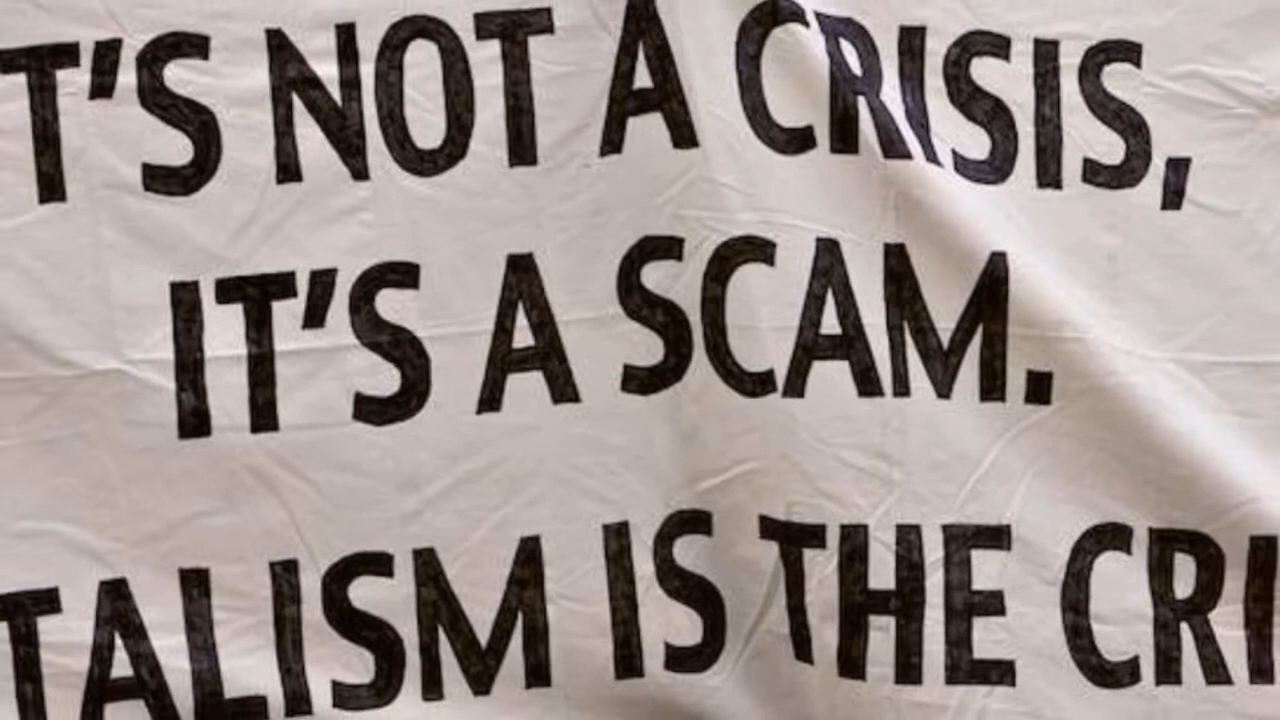 T'S NOT A CRISIS,
IT'S A SCAM.
TALISM IS THE CRI